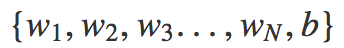 {w₁, w₂, w₃..., w_N, b}